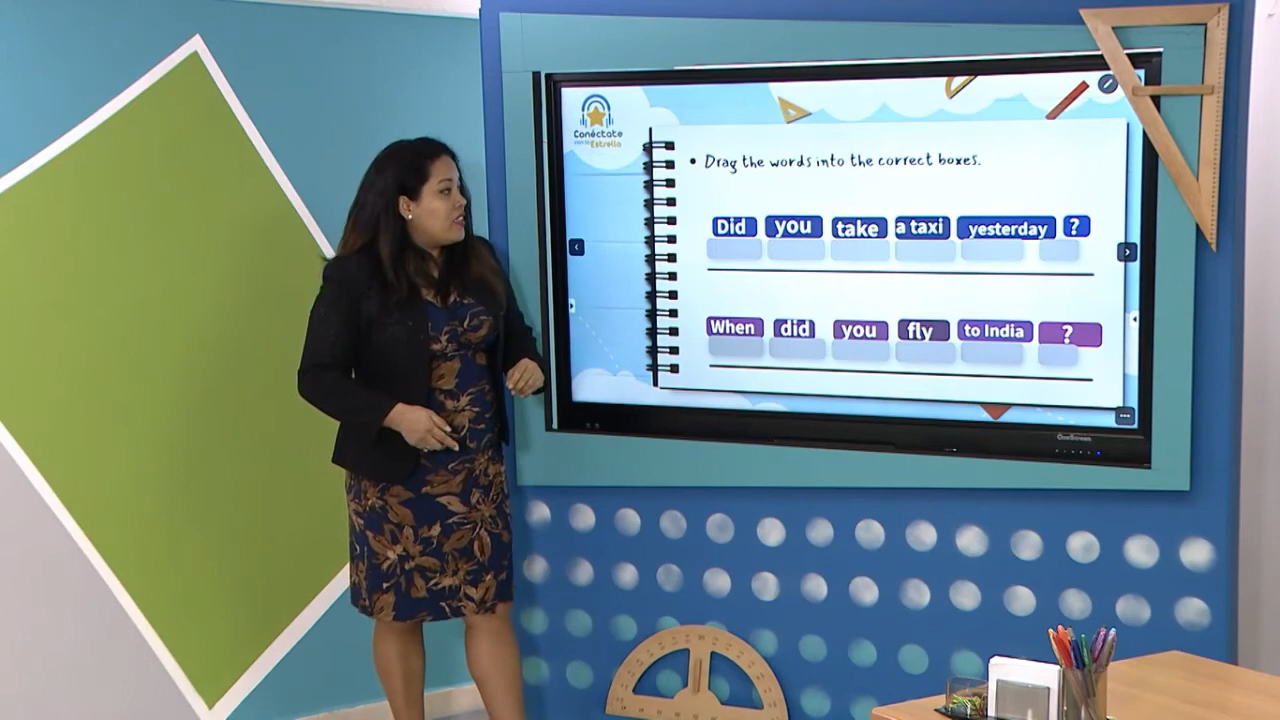 Conéctate
con la Estrella
• Drag the words into the correct boxes.
Did you take a taxi yesterday ?
When did you fly to India ?
OneScreen